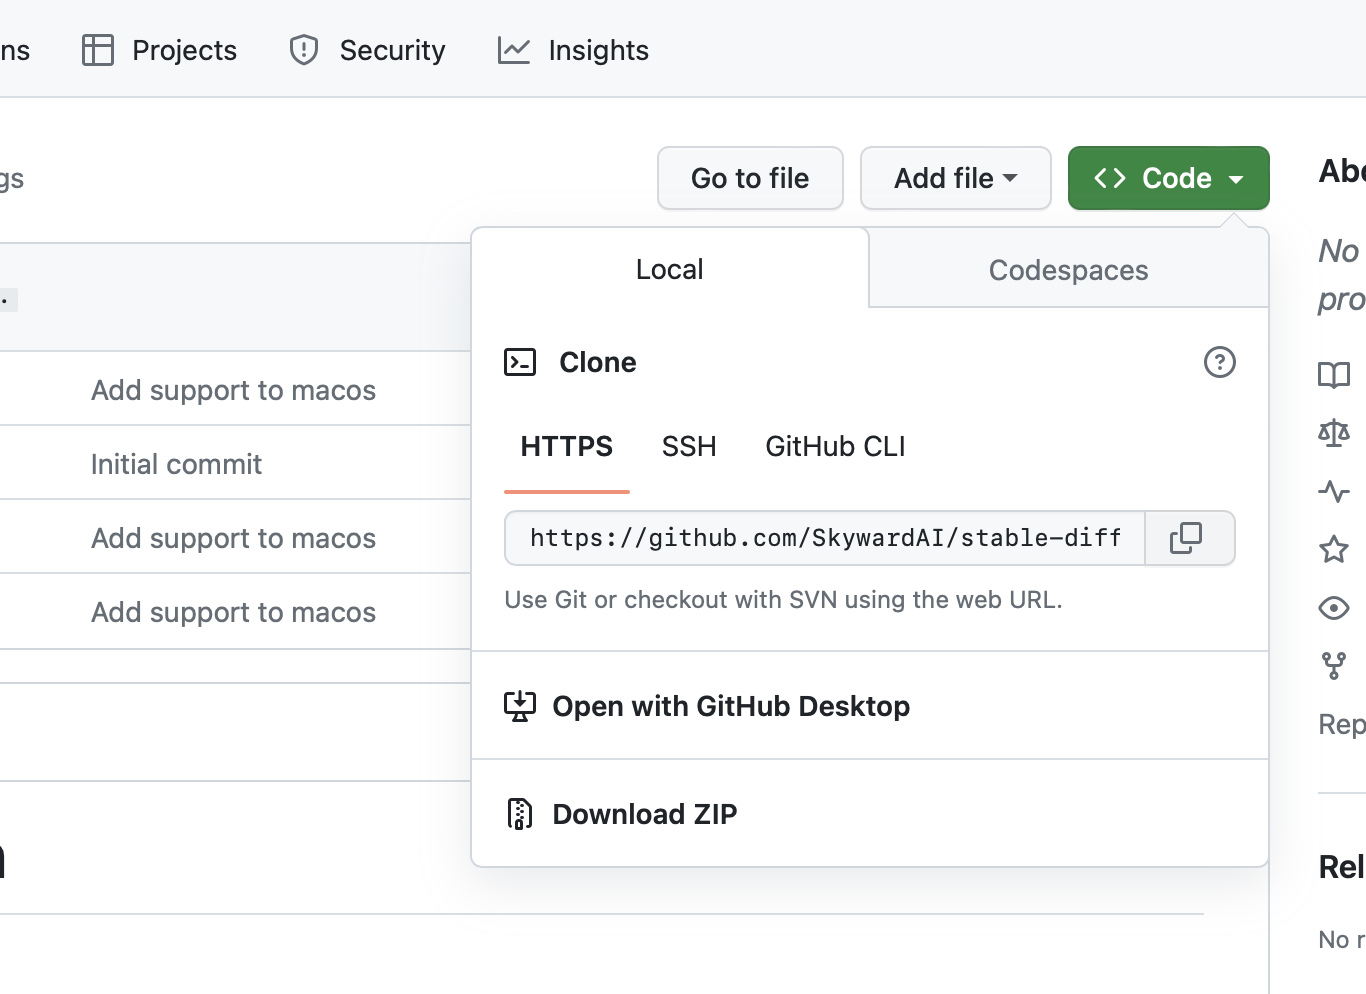 ns Projects Security Insights
gs Go to file Add file Code
Abo
No
pro
Local Codespaces
Clone
HTTPS SSH GitHub CLI
https://github.com/SkywardAI/stable-diff
Use Git or checkout with SVN using the web URL.
Open with GitHub Desktop
Download ZIP
Add support to macos
Initial commit
Add support to macos
Add support to macos
Rep
Rel
No r